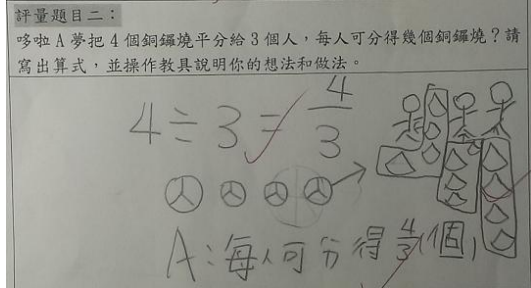 評量題目二：
哆啦A夢把4個銅鑼燒平分給3個人，每人可分得幾個銅鑼燒？請
寫出算式，並操作教具說明你的想法和做法。
4÷3=4/3
A：每人可分得4/3(個)